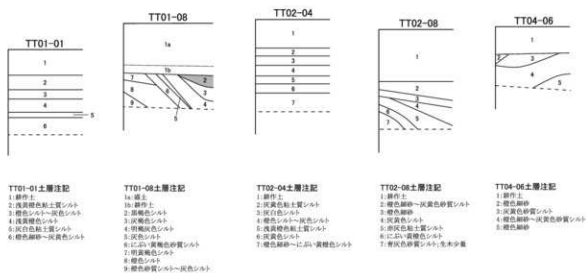 TT01-01
1
2
3
4
5
6
TT01-08
1a
1b
7
8
9
6
5
2
3
4
TT02-04
1
2
3
4
5
6
7
TT02-08
1
2
3
4
5
6
7
TT04-06
1
2
3
4
5
TT01-01土層注記
1:耕作土
2:浅黄橙色粘土質シルト
3:橙色シルト~灰色シルト
4:浅黄橙色シルト
5:灰白色粘土質シルト
6:橙色細砂~灰黄色シルト
TT01-08土層注記
1a:盛土
1b:耕作土
2:黒褐色シルト
3:灰褐色シルト
4:明褐灰色シルト
5:灰色シルト
6:にぶい黄褐色砂質シルト
7:明黄褐色シルト
8:橙色シルト
9:橙色砂質シルト~灰色シルト
TT02-04土層注記
1:耕作土
2:灰黄色粘土質シルト
3:灰白色シルト
4:橙色シルト~灰色シルト
5:浅黄橙色粘土質シルト
6:灰黄色シルト
7:橙色細砂~にぶい黄橙色シルト
TT02-08土層注記
1:耕作土
2:橙色細砂~灰黄色砂質シルト
3:橙色細砂
4:灰黄色シルト
5:赤灰色粘土質シルト
6:にぶい黄橙色シルト
7:青灰色砂質シルト:生木少量
TT04-06土層注記
1:耕作土
2:橙色細砂
3:灰黄色砂質シルト
4:灰黄色砂質シルト
5:橙色細砂